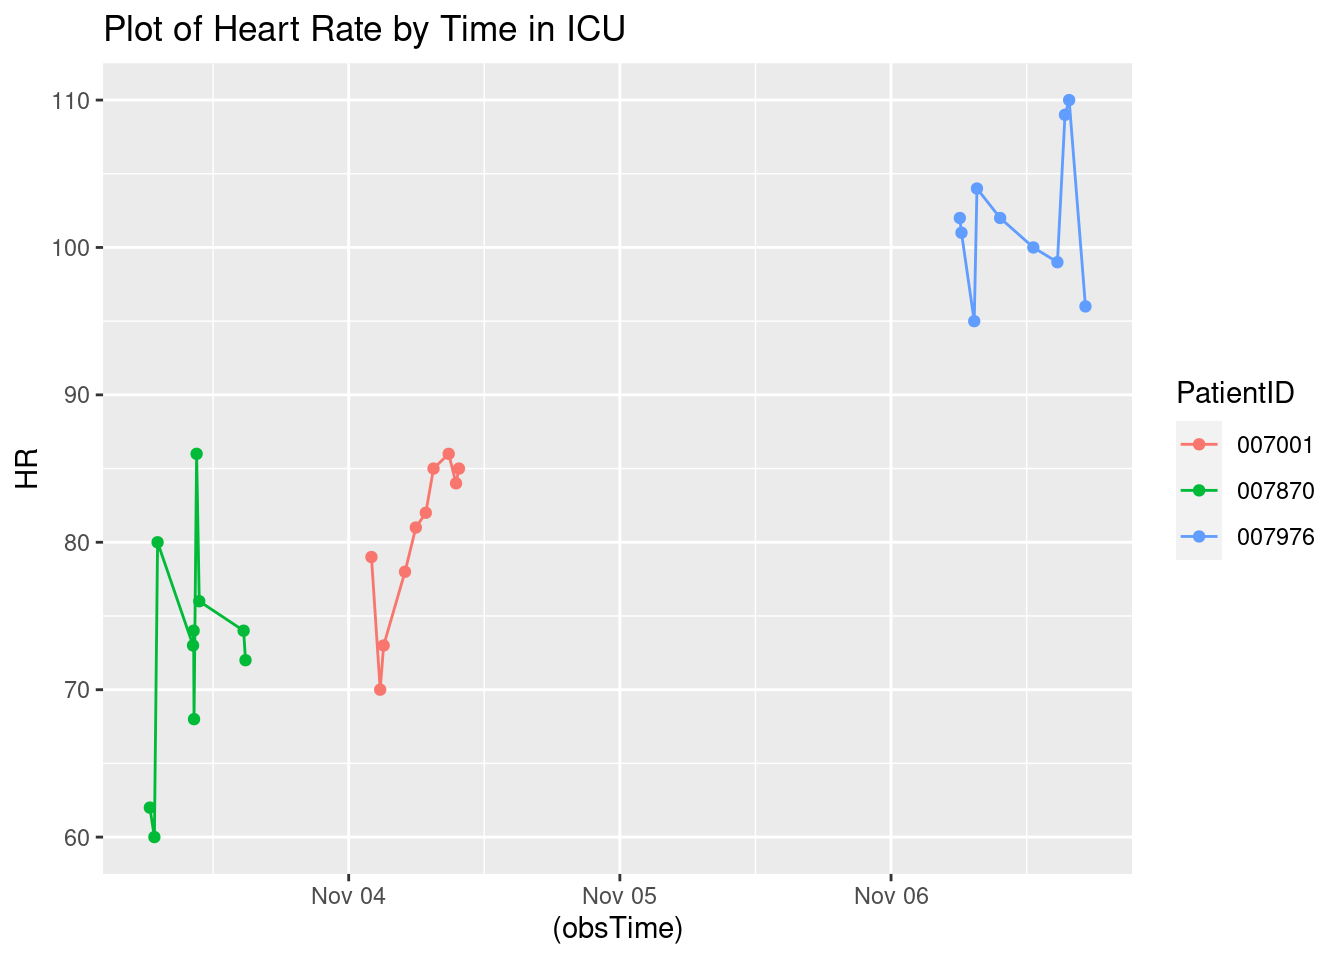 Plot of Heart Rate by Time in ICU
110
100
90
80
70
60
HR
Nov 04
Nov 05
Nov 06
(obsTime)
PatientID
007001
007870
007976